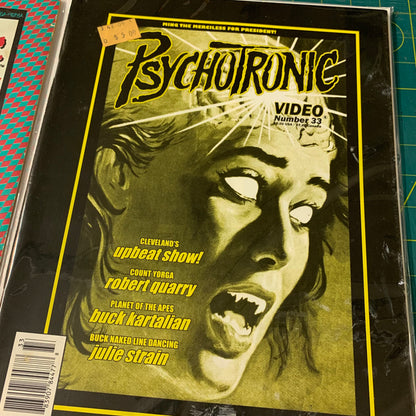 MING THE MERCILESS FOR PRESIDENT!
PSYCHOTRONIC
VIDEO
Number 33
CLEVELAND'S
upbeat show!
COUNT YORGA
robert quarry
PLANET OF THE APES
buck kartalian
BUCK NAKED LINE DANCING
julie strain